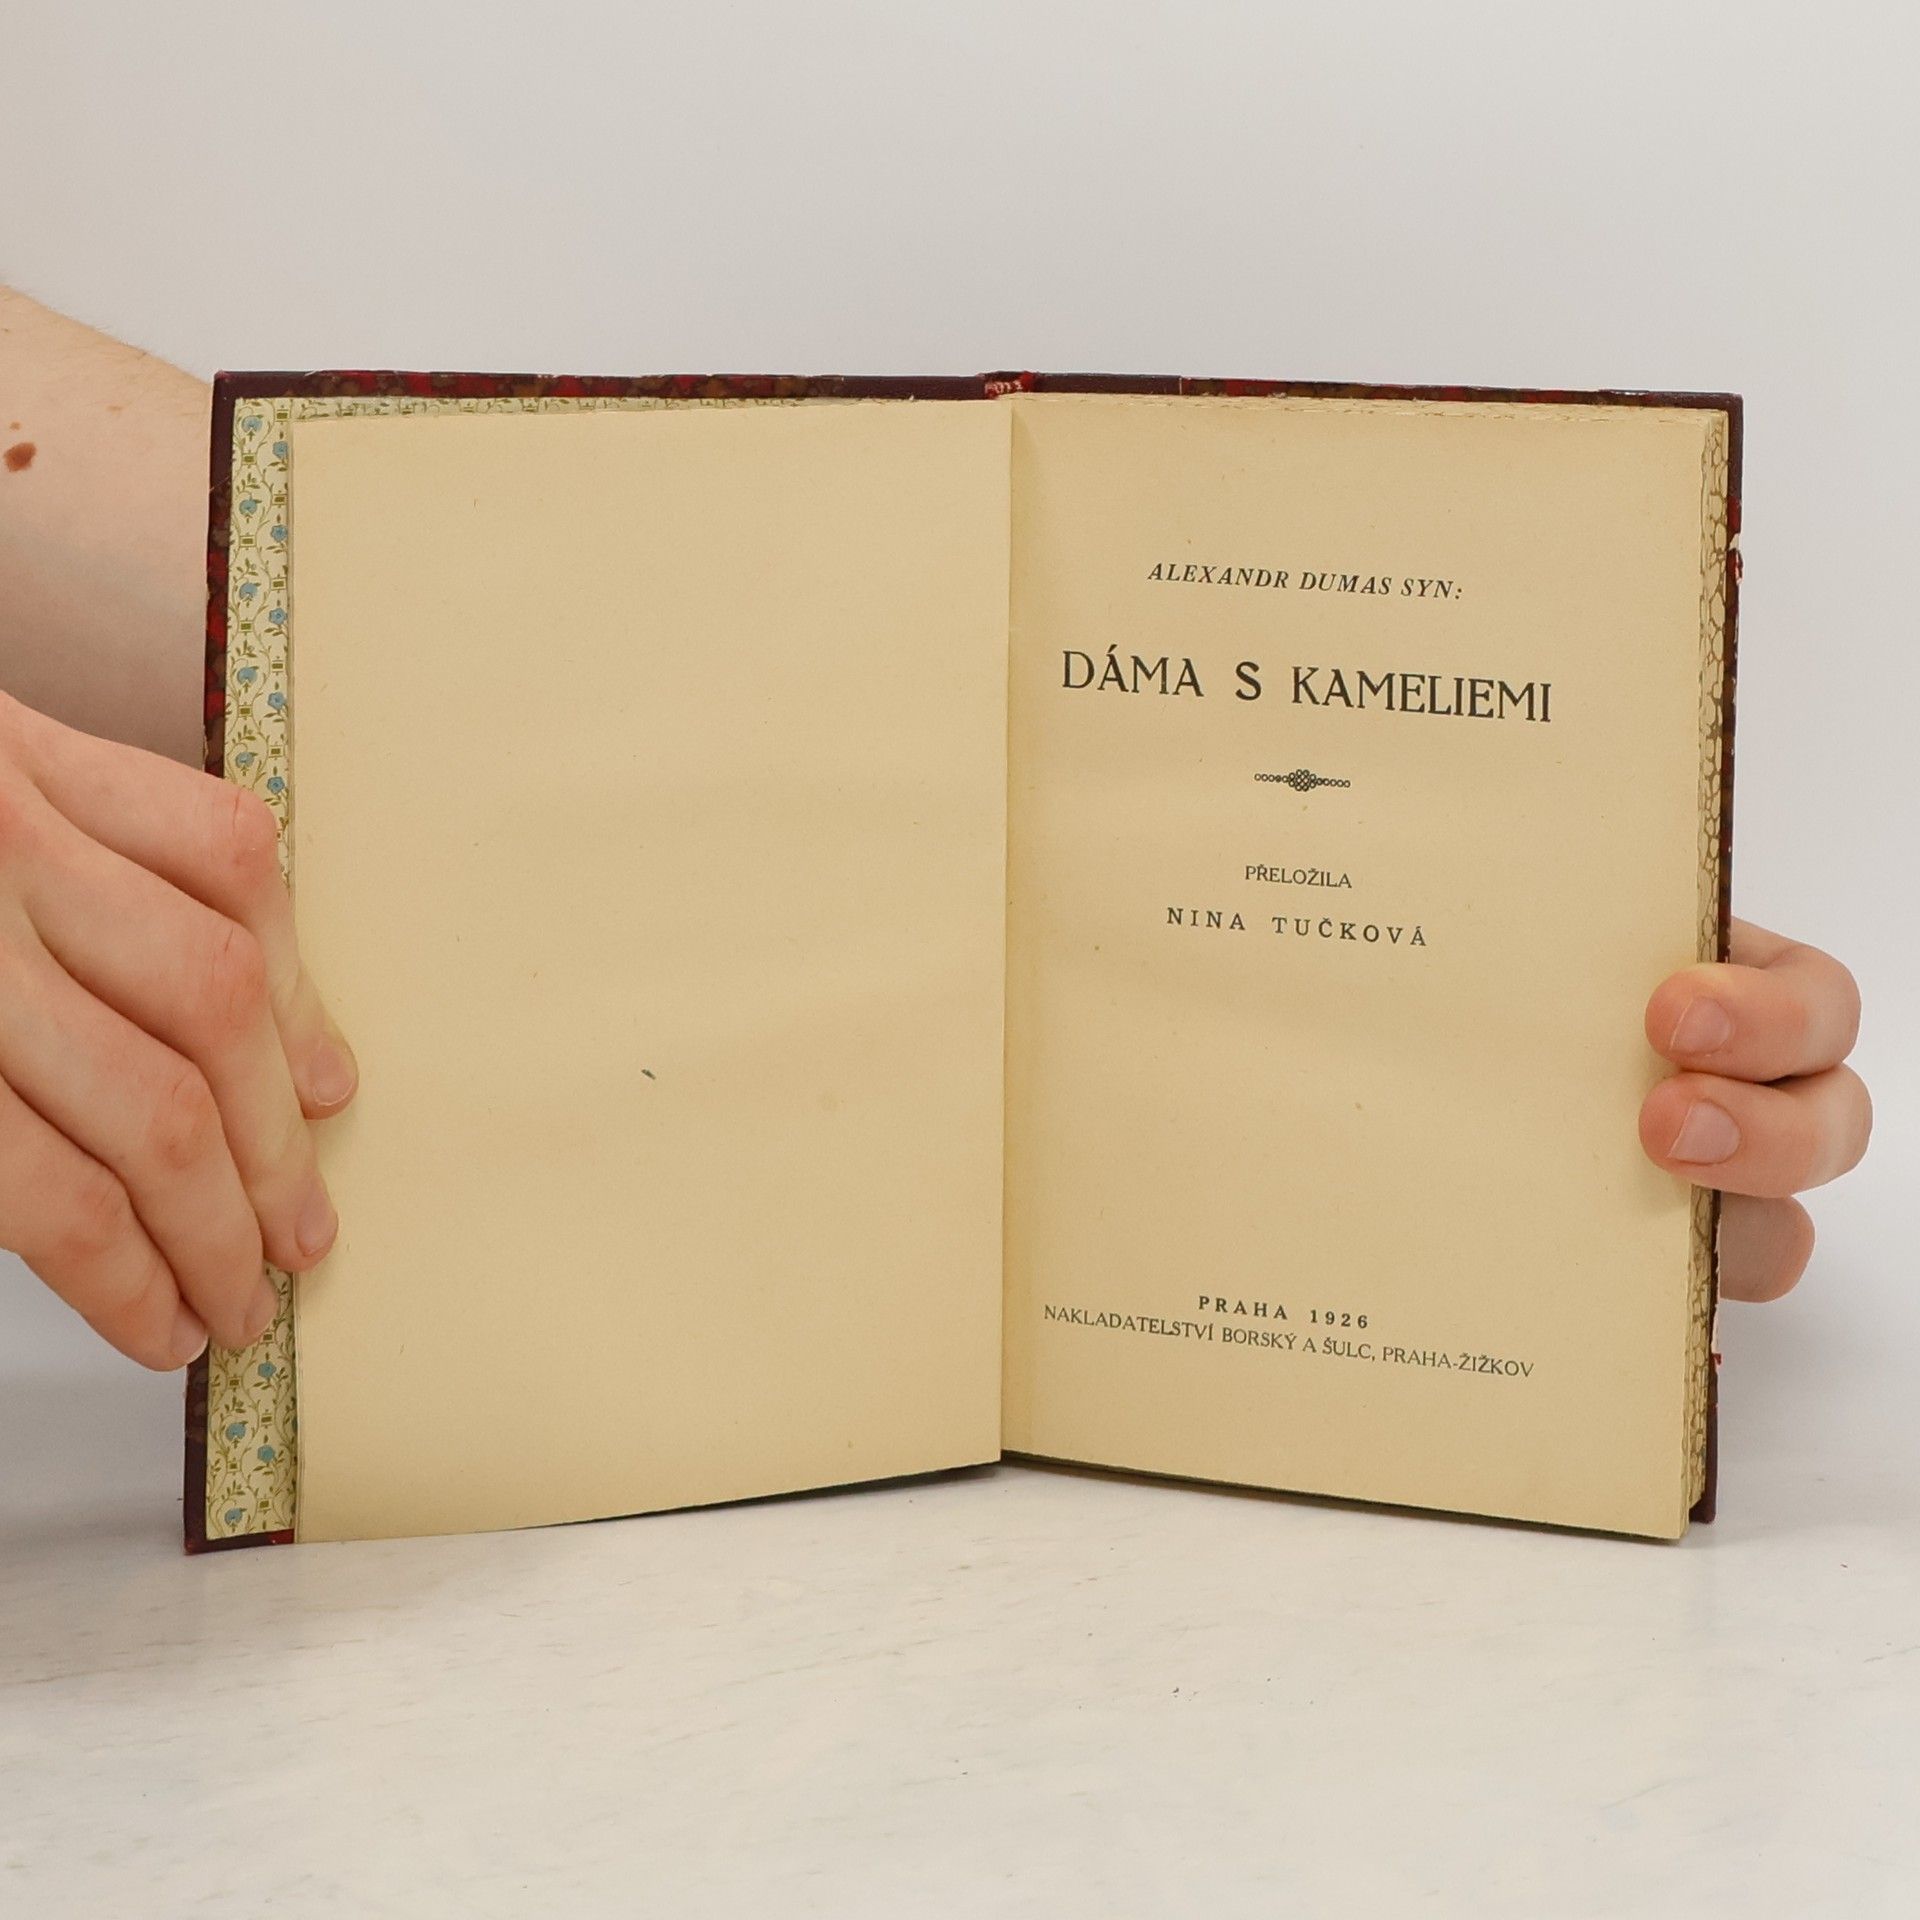 ALEXANDR DUMAS SYN:
DÁMA S KAMELIEMI
PŘELOŽILA
NINA TUČKOVÁ
PRAHA 1926
NAKLADATELSTVÍ BORSKÝ A ŠULC, PRAHA-ŽIŽKOV